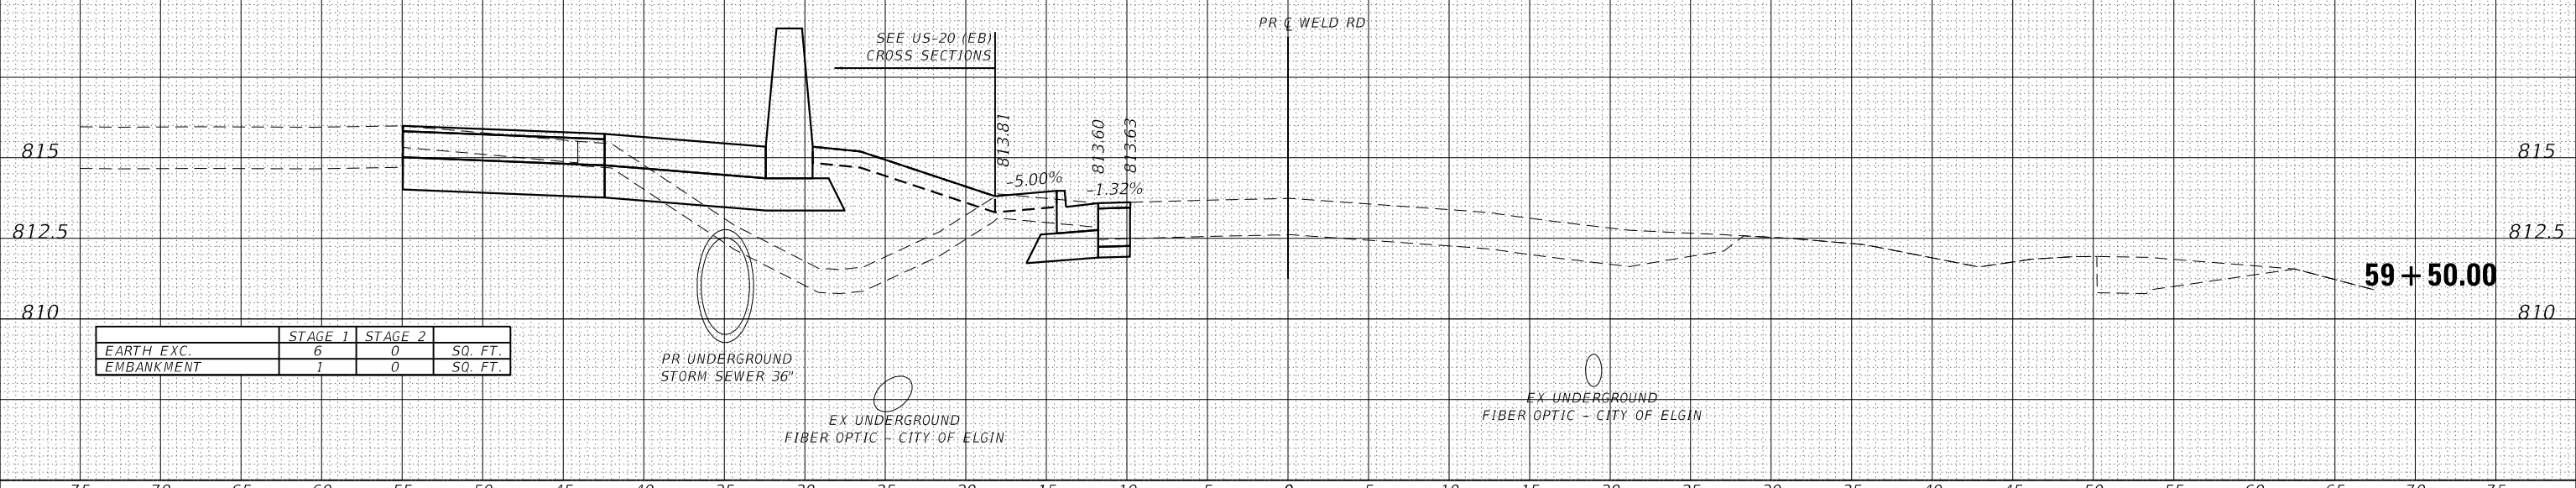 PR ℄ WELD RD
SEE US-20 (EB)
CROSS SECTIONS
813.81
813.60
813.63
-5.00%
-1.32%
815
815
812.5
812.5
810
810
59+50.00
STAGE 1 STAGE 2
EARTH EXC. 6 0 SQ. FT.
EMBANKMENT 1 0 SQ. FT.
PR UNDERGROUND
STORM SEWER 36"
EX UNDERGROUND
FIBER OPTIC - CITY OF ELGIN
EX UNDERGROUND
FIBER OPTIC - CITY OF ELGIN